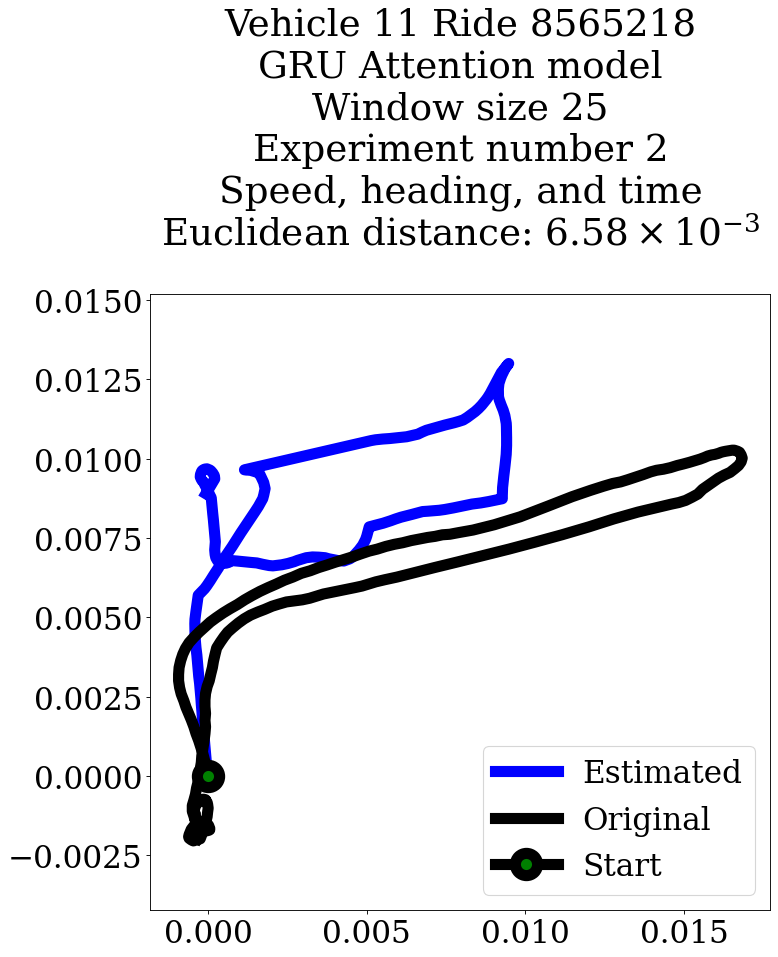 Vehicle 11 Ride 8565218
GRU Attention model
Window size 25
Experiment number 2
Speed, heading, and time
Euclidean distance: 6.58 × 10⁻³
0.0150
0.0125
0.0100
0.0075
0.0050
0.0025
0.0000
−0.0025
Estimated
Original
Start
0.000 0.005 0.010 0.015